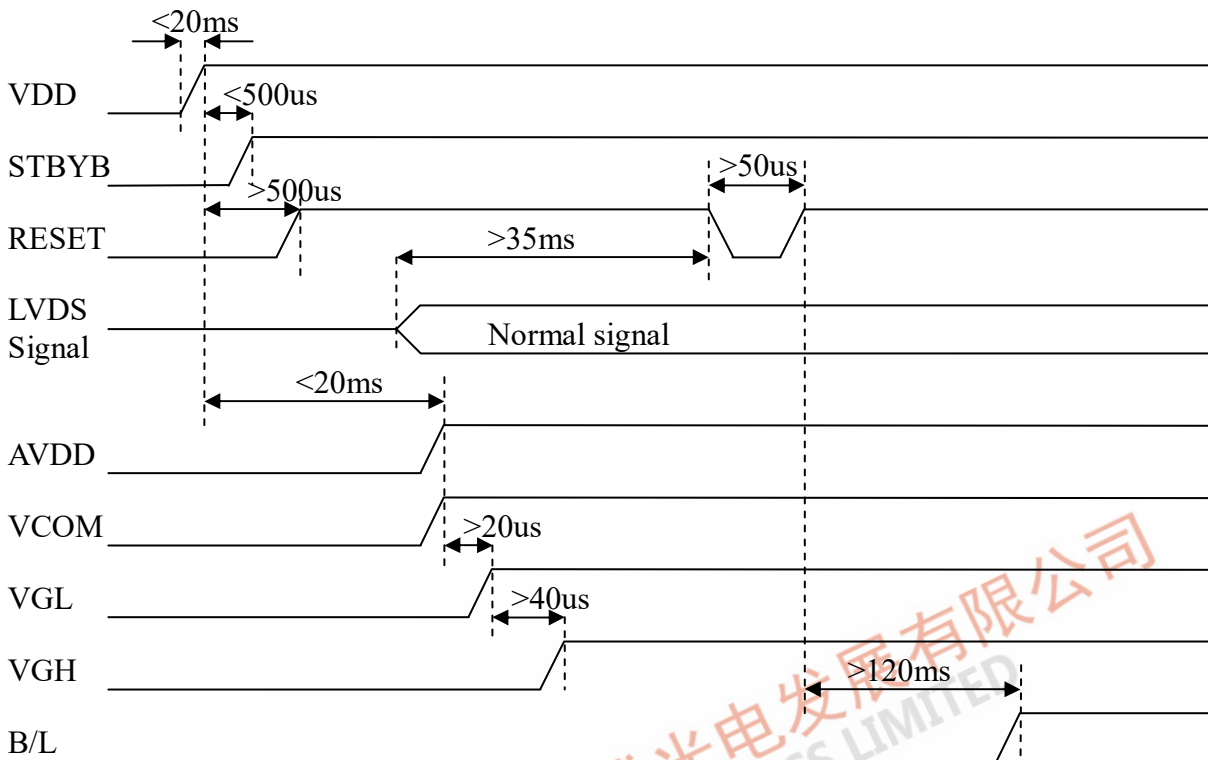 <20ms
VDD
<500us
STBYB
>50us
>500us
RESET
>35ms
LVDS
Signal
Normal signal
<20ms
AVDD
VCOM
>20us
VGL
>40us
VGH
>120ms
B/L
光电发展有限公司
CS LIMITED